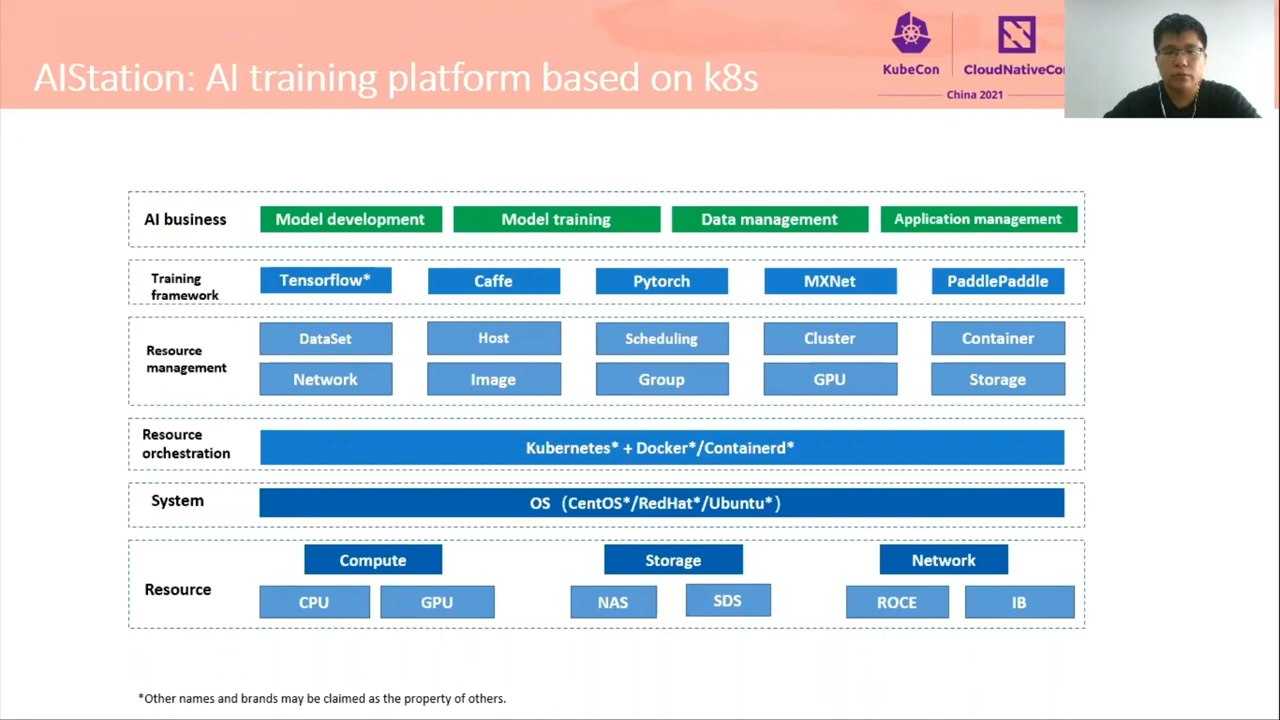 AIStation: AI training platform based on k8s
KubeCon
CloudNativeCon
China 2021
AI business
Model development
Model training
Data management
Application management
Training
framework
Tensorflow*
Caffe
Pytorch
MXNet
PaddlePaddle
Resource
management
DataSet
Host
Scheduling
Cluster
Container
Network
Image
Group
GPU
Storage
Resource
orchestration
Kubernetes* + Docker*/Containerd*
System
OS（CentOS*/RedHat*/Ubuntu*）
Resource
Compute
Storage
Network
CPU
GPU
NAS
SDS
ROCE
IB
*Other names and brands may be claimed as the property of others.